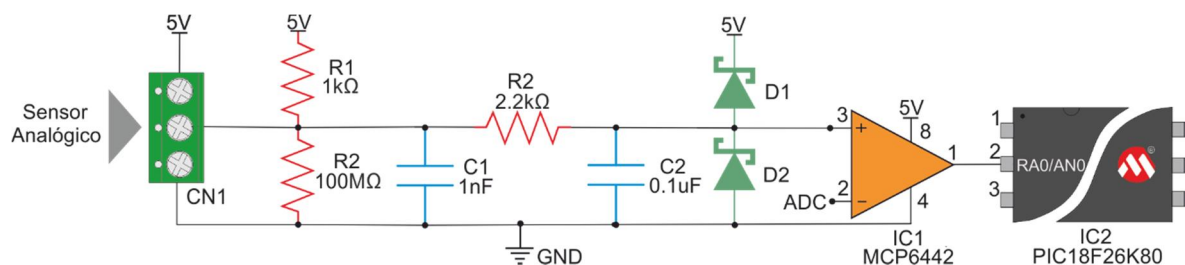 Sensor
Analógico
5V
CN1
5V
R1
1kΩ
R2
100MΩ
C1
1nF
R2
2.2kΩ
C2
0.1uF
GND
5V
D1
D2
ADC
3
+
2
−
5V
8
1
4
IC1
MCP6442
1
2
3
RA0/AN0
©
IC2
PIC18F26K80